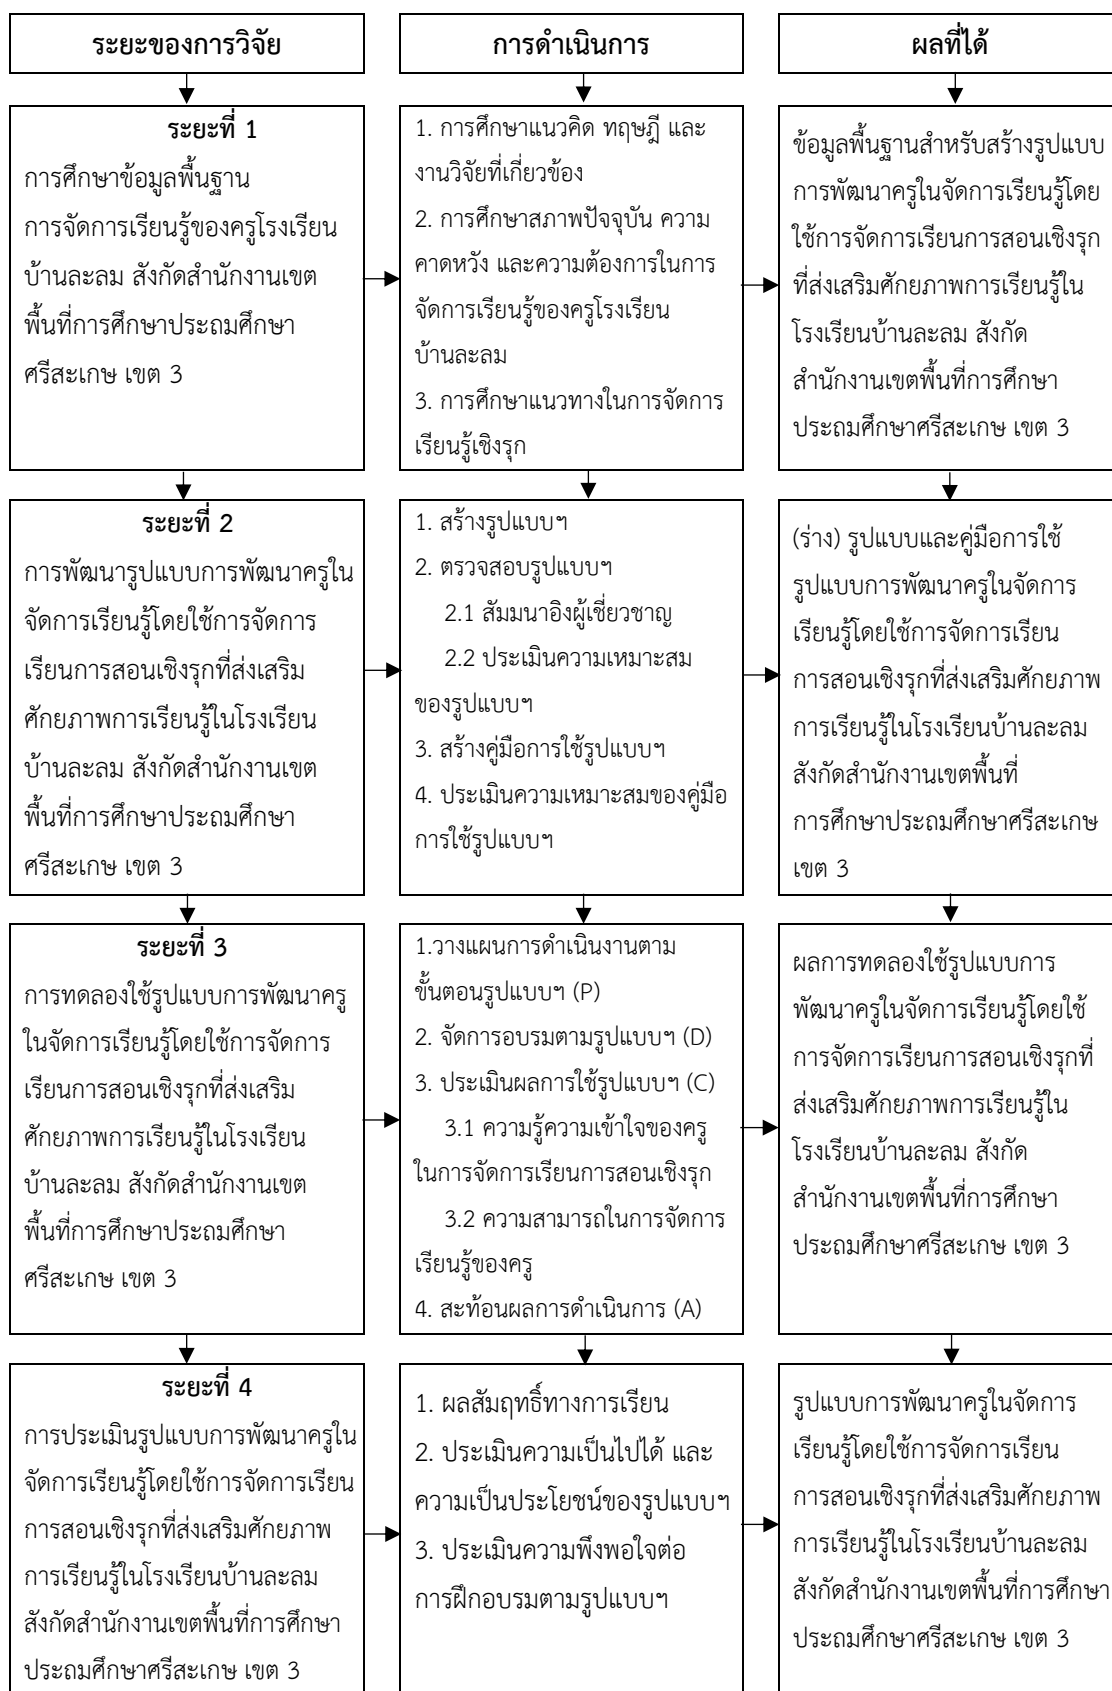 ระยะของการวิจัย
การดำเนินการ
ผลที่ได้
ระยะที่ 1
การศึกษาข้อมูลพื้นฐาน
การจัดการเรียนรู้ของครูโรงเรียน
บ้านละลม สังกัดสำนักงานเขต
พื้นที่การศึกษาประถมศึกษา
ศรีสะเกษ เขต 3
1. การศึกษาแนวคิด ทฤษฎี และ
งานวิจัยที่เกี่ยวข้อง
2. การศึกษาสภาพปัจจุบัน ความ
คาดหวัง และความต้องการในการ
จัดการเรียนรู้ของครูโรงเรียน
บ้านละลม
3. การศึกษาแนวทางในการจัดการ
เรียนรู้เชิงรุก
ข้อมูลพื้นฐานสำหรับสร้างรูปแบบ
การพัฒนาครูในจัดการเรียนรู้โดย
ใช้การจัดการเรียนการสอนเชิงรุก
ที่ส่งเสริมศักยภาพการเรียนรู้ใน
โรงเรียนบ้านละลม สังกัด
สำนักงานเขตพื้นที่การศึกษา
ประถมศึกษาศรีสะเกษ เขต 3
ระยะที่ 2
การพัฒนารูปแบบการพัฒนาครูใน
จัดการเรียนรู้โดยใช้การจัดการ
เรียนการสอนเชิงรุกที่ส่งเสริม
ศักยภาพการเรียนรู้ในโรงเรียน
บ้านละลม สังกัดสำนักงานเขต
พื้นที่การศึกษาประถมศึกษา
ศรีสะเกษ เขต 3
1. สร้างรูปแบบฯ
2. ตรวจสอบรูปแบบฯ
2.1 สัมมนาอิงผู้เชี่ยวชาญ
2.2 ประเมินความเหมาะสม
ของรูปแบบฯ
3. สร้างคู่มือการใช้รูปแบบฯ
4. ประเมินความเหมาะสมของคู่มือ
การใช้รูปแบบฯ
(ร่าง) รูปแบบและคู่มือการใช้
รูปแบบการพัฒนาครูในจัดการ
เรียนรู้โดยใช้การจัดการเรียน
การสอนเชิงรุกที่ส่งเสริมศักยภาพ
การเรียนรู้ในโรงเรียนบ้านละลม
สังกัดสำนักงานเขตพื้นที่
การศึกษาประถมศึกษาศรีสะเกษ
เขต 3
ระยะที่ 3
การทดลองใช้รูปแบบการพัฒนาครู
ในจัดการเรียนรู้โดยใช้การจัดการ
เรียนการสอนเชิงรุกที่ส่งเสริม
ศักยภาพการเรียนรู้ในโรงเรียน
บ้านละลม สังกัดสำนักงานเขต
พื้นที่การศึกษาประถมศึกษา
ศรีสะเกษ เขต 3
1.วางแผนการดำเนินงานตาม
ขั้นตอนรูปแบบฯ (P)
2. จัดการอบรมตามรูปแบบฯ (D)
3. ประเมินผลการใช้รูปแบบฯ (C)
3.1 ความรู้ความเข้าใจของครู
ในการจัดการเรียนการสอนเชิงรุก
3.2 ความสามารถในการจัดการ
เรียนรู้ของครู
4. สะท้อนผลการดำเนินการ (A)
ผลการทดลองใช้รูปแบบการ
พัฒนาครูในจัดการเรียนรู้โดยใช้
การจัดการเรียนการสอนเชิงรุกที่
ส่งเสริมศักยภาพการเรียนรู้ใน
โรงเรียนบ้านละลม สังกัด
สำนักงานเขตพื้นที่การศึกษา
ประถมศึกษาศรีสะเกษ เขต 3
ระยะที่ 4
การประเมินรูปแบบการพัฒนาครูใน
จัดการเรียนรู้โดยใช้การจัดการเรียน
การสอนเชิงรุกที่ส่งเสริมศักยภาพ
การเรียนรู้ในโรงเรียนบ้านละลม
สังกัดสำนักงานเขตพื้นที่การศึกษา
ประถมศึกษาศรีสะเกษ เขต 3
1. ผลสัมฤทธิ์ทางการเรียน
2. ประเมินความเป็นไปได้ และ
ความเป็นประโยชน์ของรูปแบบฯ
3. ประเมินความพึงพอใจต่อ
การฝึกอบรมตามรูปแบบฯ
รูปแบบการพัฒนาครูในจัดการ
เรียนรู้โดยใช้การจัดการเรียน
การสอนเชิงรุกที่ส่งเสริมศักยภาพ
การเรียนรู้ในโรงเรียนบ้านละลม
สังกัดสำนักงานเขตพื้นที่การศึกษา
ประถมศึกษาศรีสะเกษ เขต 3